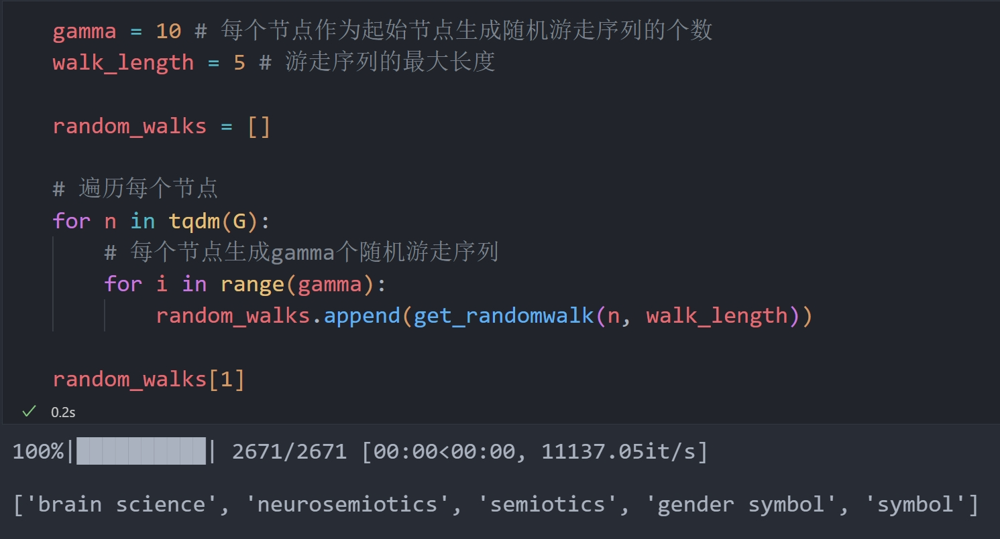 gamma = 10 # 每个节点作为起始节点生成随机游走序列的个数
walk_length = 5 # 游走序列的最大长度
random_walks = []
# 遍历每个节点
for n in tqdm(G):
# 每个节点生成gamma个随机游走序列
for i in range(gamma):
random_walks.append(get_randomwalk(n, walk_length))
random_walks[1]
0.2s
100%|██████████| 2671/2671 [00:00<00:00, 11137.05it/s]
['brain science', 'neurosemiotics', 'semiotics', 'gender symbol', 'symbol']